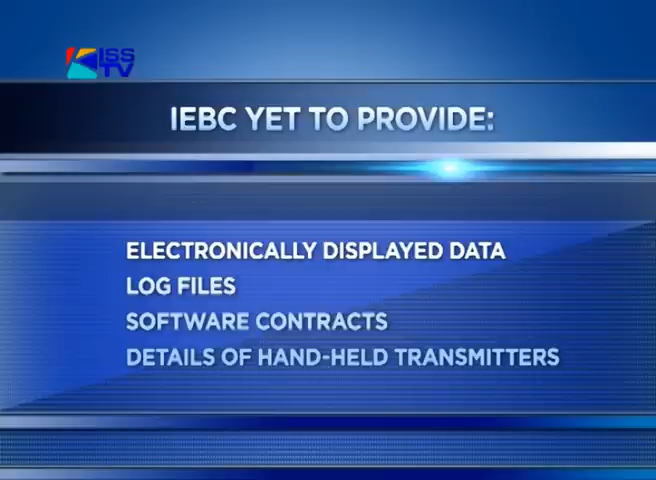 KISS
TV
IEBC YET TO PROVIDE:
ELECTRONICALLY DISPLAYED DATA
LOG FILES
SOFTWARE CONTRACTS
DETAILS OF HAND-HELD TRANSMITTERS